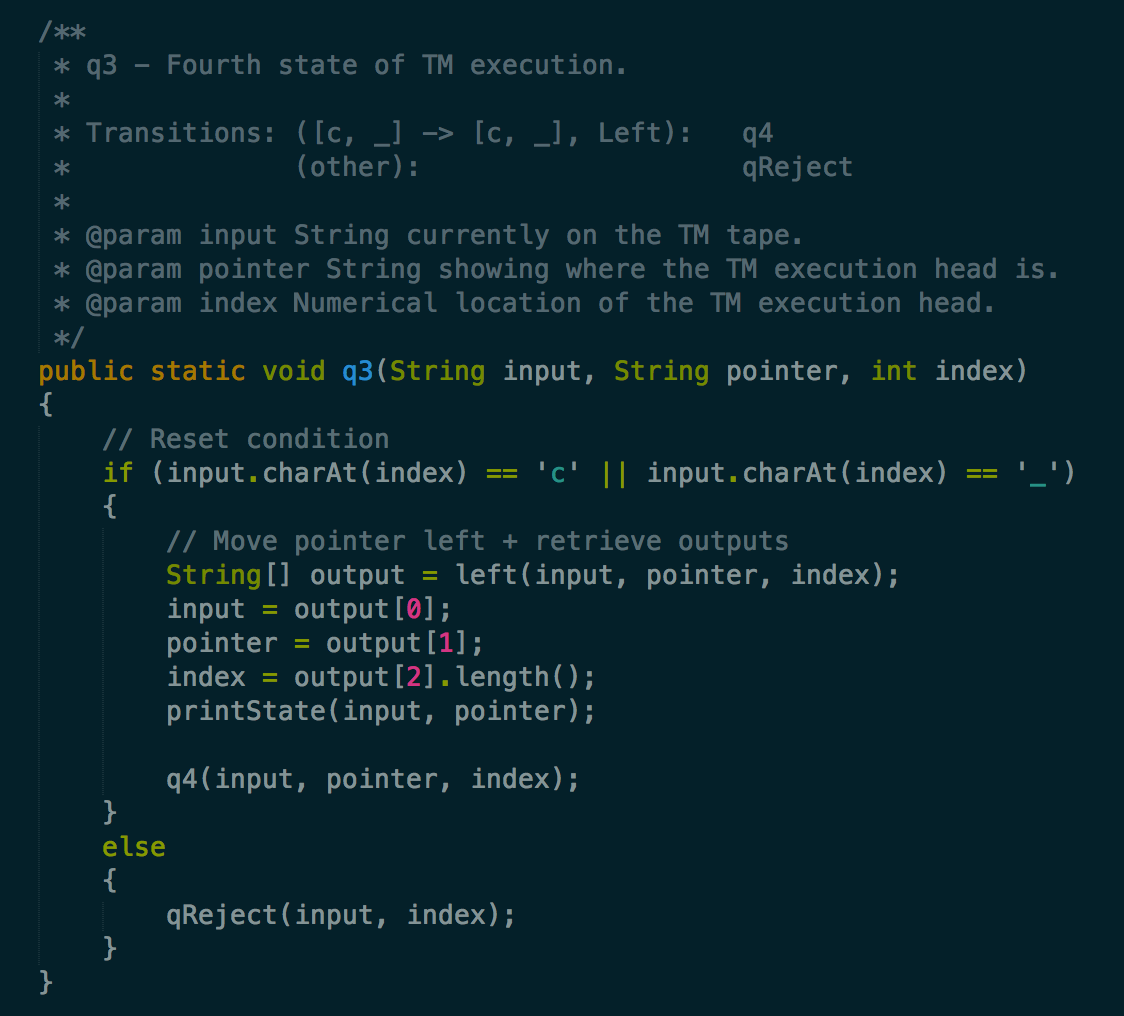 /**
 * q3 – Fourth state of TM execution.
 *
 * Transitions: ([c, _] –> [c, _], Left):   q4
 *              (other):                    qReject
 *
 * @param input String currently on the TM tape.
 * @param pointer String showing where the TM execution head is.
 * @param index Numerical location of the TM execution head.
 */
public static void q3(String input, String pointer, int index)
{
    // Reset condition
    if (input.charAt(index) == 'c' || input.charAt(index) == '_')
    {
        // Move pointer left + retrieve outputs
        String[] output = left(input, pointer, index);
        input = output[0];
        pointer = output[1];
        index = output[2].length();
        printState(input, pointer);

        q4(input, pointer, index);
    }
    else
    {
        qReject(input, index);
    }
}